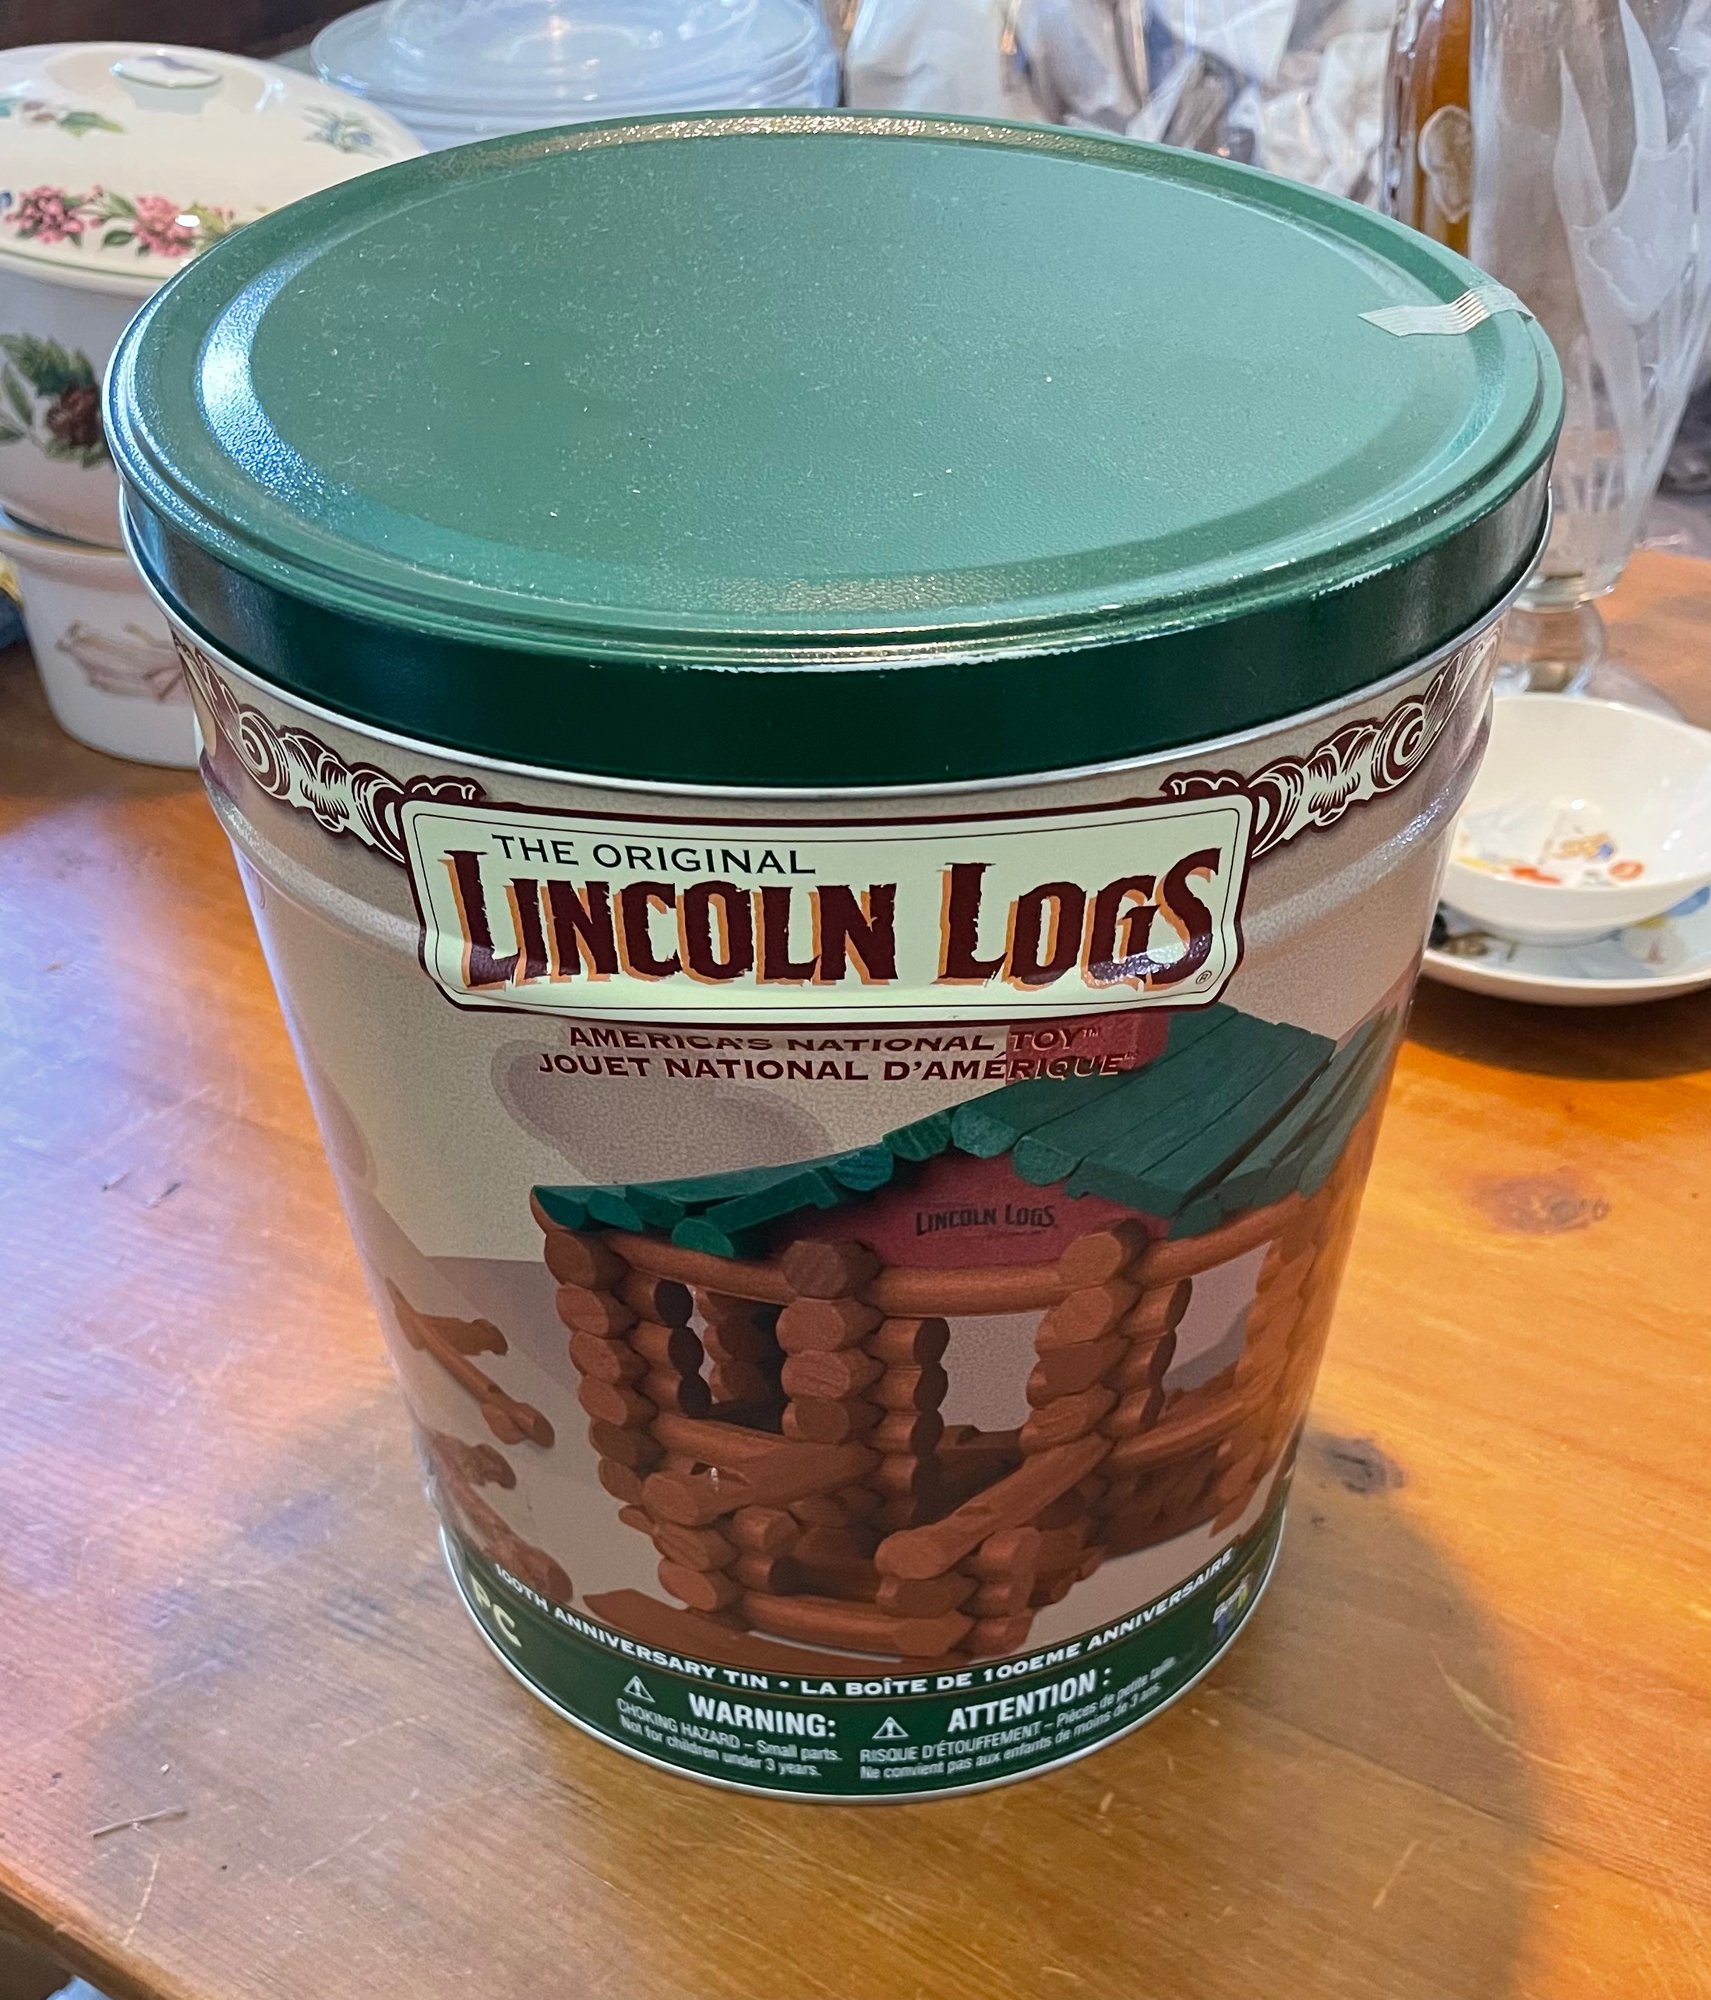 THE ORIGINAL
LINCOLN LOGS®
AMERICA'S NATIONAL TOY™
JOUET NATIONAL D'AMÉRIQUE
LINCOLN LOGS
PC
100TH ANNIVERSARY TIN • LA BOÎTE DE 100EME ANNIVERSAIRE
WARNING:
CHOKING HAZARD – Small parts.
Not for children under 3 years.
ATTENTION :
RISQUE D'ÉTOUFFEMENT – Pièces de petite taille.
Ne convient pas aux enfants de moins de 3 ans.